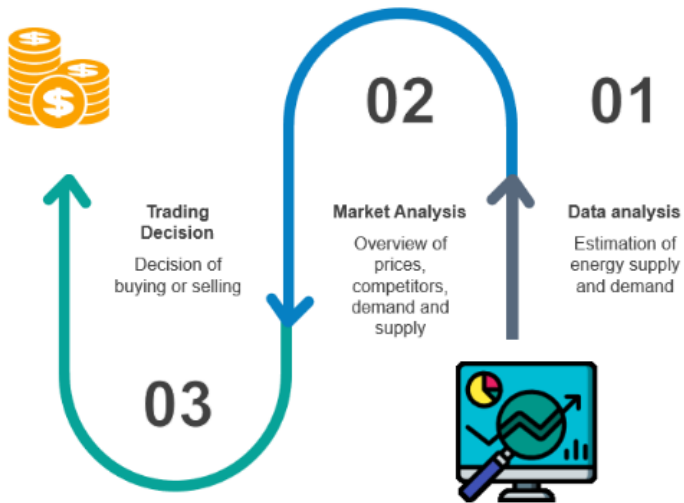 01
Data analysis
Estimation of
energy supply
and demand
02
Market Analysis
Overview of
prices,
competitors,
demand and
supply
Trading
Decision
Decision of
buying or selling
03
$
$
$